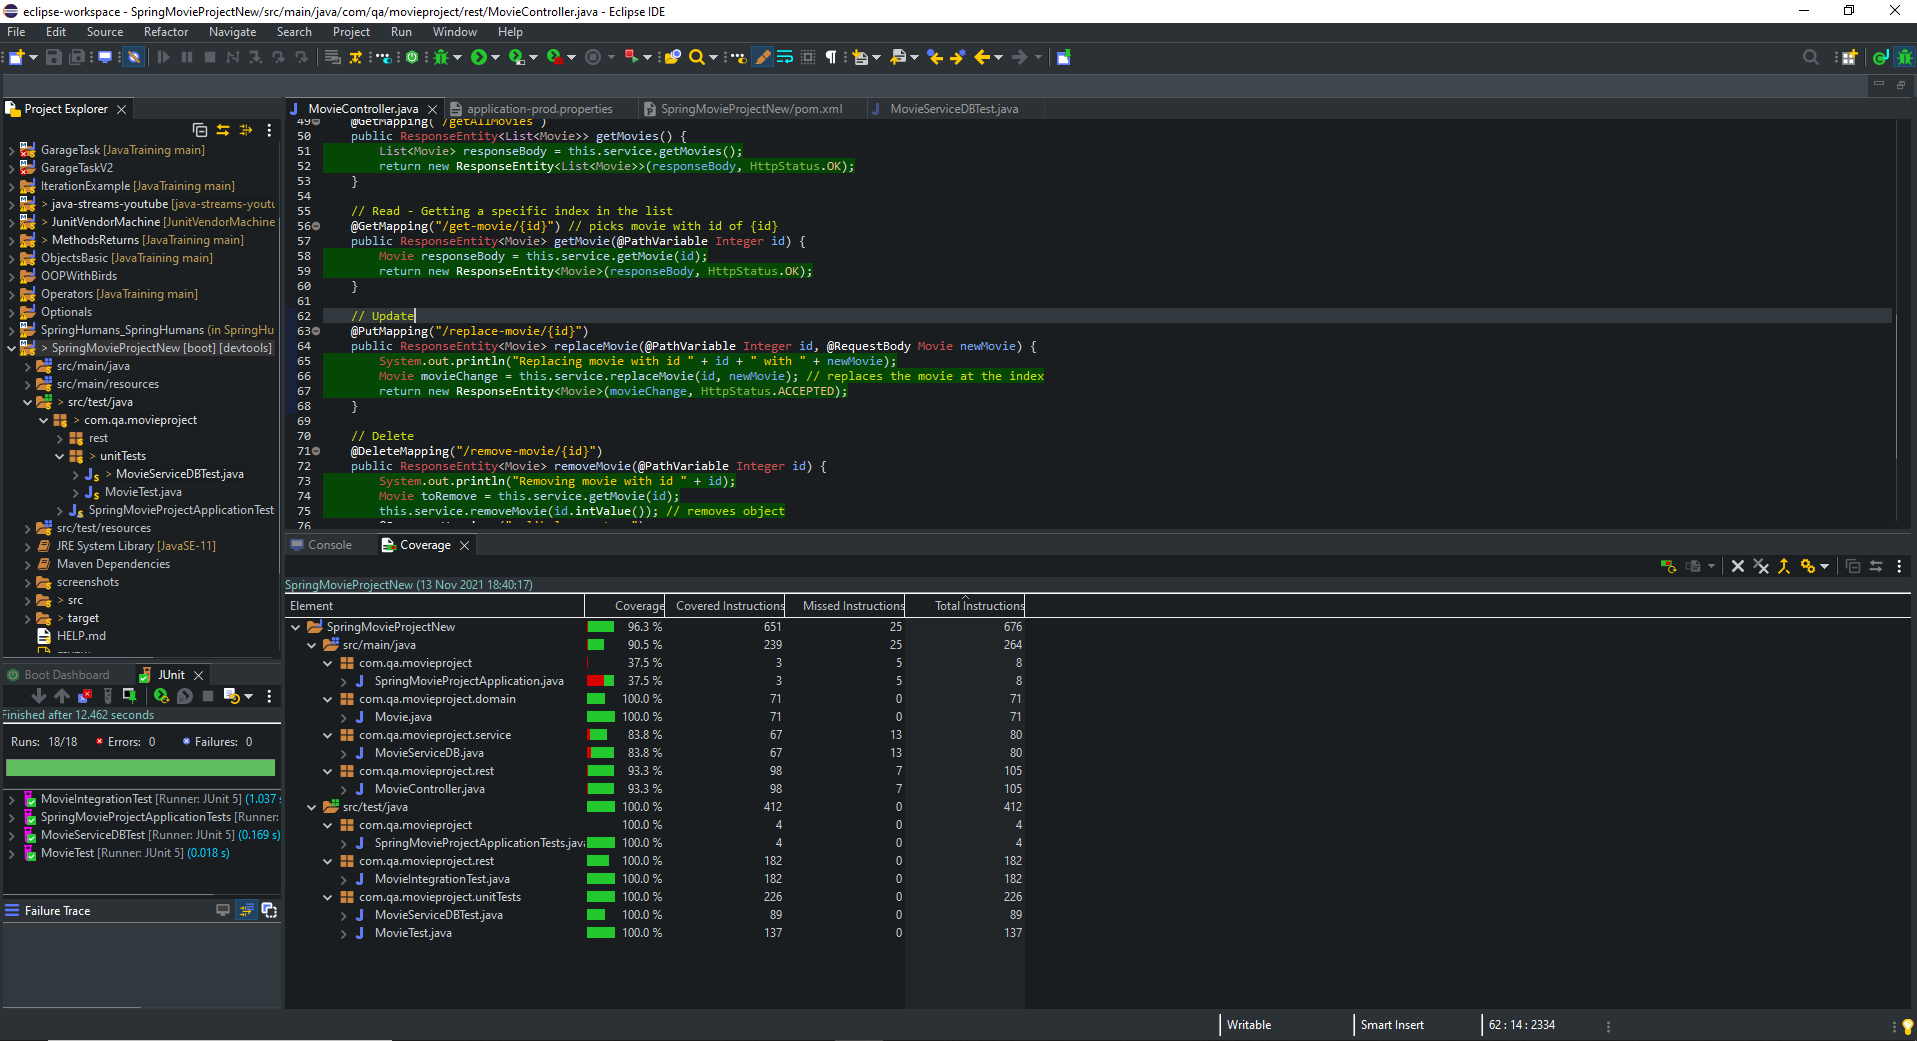 eclipse-workspace - SpringMovieProjectNew/src/main/java/com/qa/movieproject/rest/MovieController.java - Eclipse IDE
File Edit Source Refactor Navigate Search Project Run Window Help
Project Explorer
GarageTask [JavaTraining main]
GarageTaskV2
IterationExample [JavaTraining main]
> java-streams-youtube [java-streams-youtu
> JunitVendorMachine [JunitVendorMachine
> MethodsReturns [JavaTraining main]
ObjectsBasic [JavaTraining main]
OOPWithBirds
Operators [JavaTraining main]
Optionals
SpringHumans_SpringHumans (in SpringHu
> SpringMovieProjectNew [boot] [devtools]
src/main/java
src/main/resources
> src/test/java
> com.qa.movieproject
rest
> unitTests
> MovieServiceDBTest.java
MovieTest.java
SpringMovieProjectApplicationTest
src/test/resources
JRE System Library [JavaSE-11]
Maven Dependencies
screenshots
> src
> target
HELP.md
MovieController.java application-prod.properties SpringMovieProjectNew/pom.xml MovieServiceDBTest.java
49 @GetMapping("/getAllMovies")
50 public ResponseEntity<List<Movie>> getMovies() {
51 List<Movie> responseBody = this.service.getMovies();
52 return new ResponseEntity<List<Movie>>(responseBody, HttpStatus.OK);
53 }
54
55 // Read - Getting a specific index in the list
56 @GetMapping("/get-movie/{id}") // picks movie with id of {id}
57 public ResponseEntity<Movie> getMovie(@PathVariable Integer id) {
58 Movie responseBody = this.service.getMovie(id);
59 return new ResponseEntity<Movie>(responseBody, HttpStatus.OK);
60 }
61
62 // Update
63 @PutMapping("/replace-movie/{id}")
64 public ResponseEntity<Movie> replaceMovie(@PathVariable Integer id, @RequestBody Movie newMovie) {
65 System.out.println("Replacing movie with id " + id + " with " + newMovie);
66 Movie movieChange = this.service.replaceMovie(id, newMovie); // replaces the movie at the index
67 return new ResponseEntity<Movie>(movieChange, HttpStatus.ACCEPTED);
68 }
69
70 // Delete
71 @DeleteMapping("/remove-movie/{id}")
72 public ResponseEntity<Movie> removeMovie(@PathVariable Integer id) {
73 System.out.println("Removing movie with id " + id);
74 Movie toRemove = this.service.getMovie(id);
75 this.service.removeMovie(id.intValue()); // removes object
76
Boot Dashboard JUnit
Finished after 12.462 seconds
Runs: 18/18 Errors: 0 Failures: 0
MovieIntegrationTest [Runner: JUnit 5] (1.037 s
SpringMovieProjectApplicationTests [Runner:
MovieServiceDBTest [Runner: JUnit 5] (0.169 s)
MovieTest [Runner: JUnit 5] (0.018 s)
Failure Trace
Console Coverage
SpringMovieProjectNew (13 Nov 2021 18:40:17)
Element Coverage Covered Instructions Missed Instructions Total Instructions
SpringMovieProjectNew 96.3 % 651 25 676
src/main/java 90.5 % 239 25 264
com.qa.movieproject 37.5 % 3 5 8
SpringMovieProjectApplication.java 37.5 % 3 5 8
com.qa.movieproject.domain 100.0 % 71 0 71
Movie.java 100.0 % 71 0 71
com.qa.movieproject.service 83.8 % 67 13 80
MovieServiceDB.java 83.8 % 67 13 80
com.qa.movieproject.rest 93.3 % 98 7 105
MovieController.java 93.3 % 98 7 105
src/test/java 100.0 % 412 0 412
com.qa.movieproject 100.0 % 4 0 4
SpringMovieProjectApplicationTests.java 100.0 % 4 0 4
com.qa.movieproject.rest 100.0 % 182 0 182
MovieIntegrationTest.java 100.0 % 182 0 182
com.qa.movieproject.unitTests 100.0 % 226 0 226
MovieServiceDBTest.java 100.0 % 89 0 89
MovieTest.java 100.0 % 137 0 137
Writable Smart Insert 62 : 14 : 2334